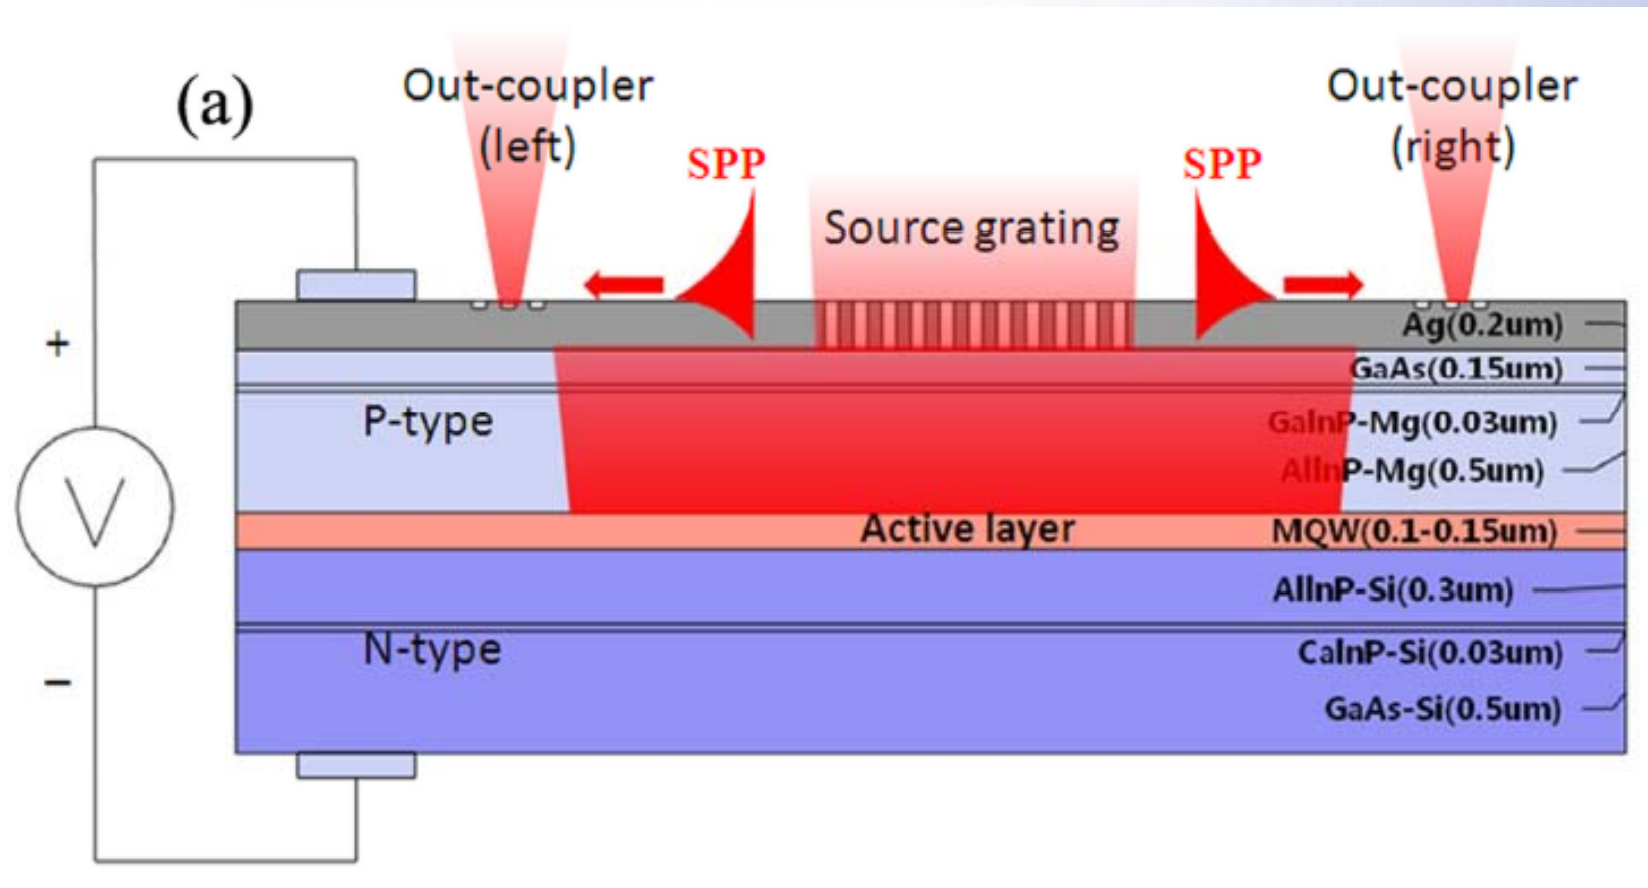 (a)
Out-coupler
(left)
Out-coupler
(right)
SPP
SPP
Source grating
Ag(0.2um)
GaAs(0.15um)
P-type
GaInP-Mg(0.03um)
AlInP-Mg(0.5um)
+
V
Active layer
MQW(0.1-0.15um)
AlInP-Si(0.3um)
N-type
CaInP-Si(0.03um)
−
GaAs-Si(0.5um)